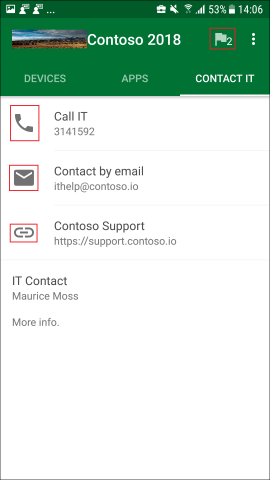 ... 53% 14:06
Contoso 2018 2
DEVICES APPS CONTACT IT
Call IT
3141592
Contact by email
ithelp@contoso.io
Contoso Support
https://support.contoso.io
IT Contact
Maurice Moss
More info.